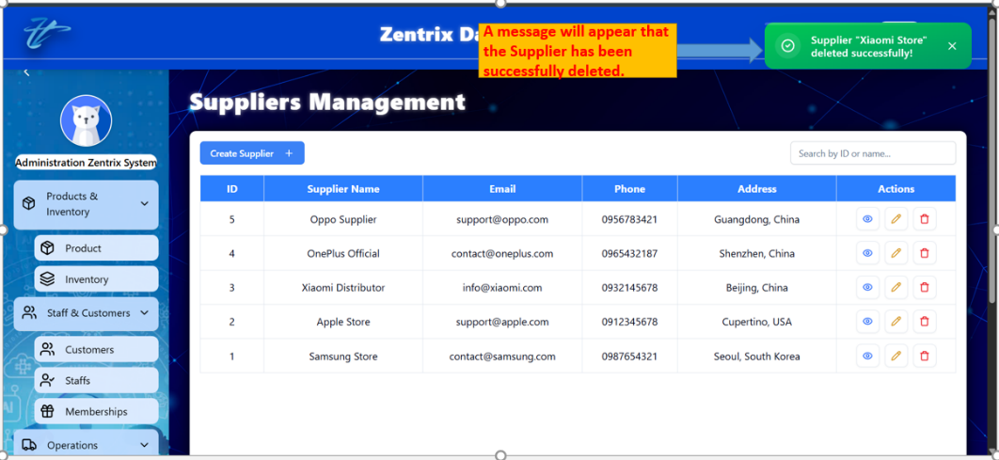 Zentrix Da
A message will appear that
the Supplier has been
successfully deleted.
Supplier "Xiaomi Store"
deleted successfully!
Administration Zentrix System
Products &
Inventory
Product
Inventory
Staff & Customers
Customers
Staffs
Memberships
Operations
Suppliers Management
Create Supplier +
Search by ID or name...
ID Supplier Name Email Phone Address Actions
5 Oppo Supplier support@oppo.com 0956783421 Guangdong, China
4 OnePlus Official contact@oneplus.com 0965432187 Shenzhen, China
3 Xiaomi Distributor info@xiaomi.com 0932145678 Beijing, China
2 Apple Store support@apple.com 0912345678 Cupertino, USA
1 Samsung Store contact@samsung.com 0987654321 Seoul, South Korea